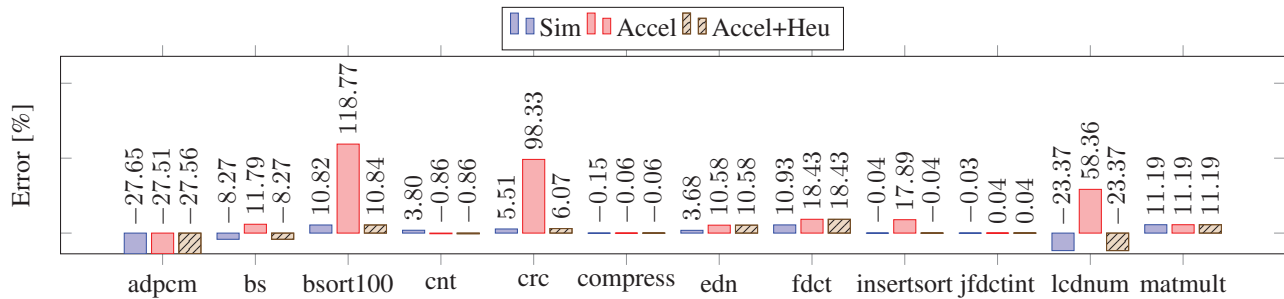 Sim Accel Accel+Heu
Error [%]
−27.65 −27.51 −27.56 −8.27 11.79 −8.27 10.82 118.77 10.84 3.80 −0.86 −0.86 5.51 98.33 6.07 −0.15 −0.06 −0.06 3.68 10.58 10.58 10.93 18.43 18.43 −0.04 17.89 −0.04 −0.03 0.04 0.04 −23.37 58.36 −23.37 11.19 11.19 11.19
adpcm bs bsort100 cnt crc compress edn fdct insertsort jfdctint lcdnum matmult